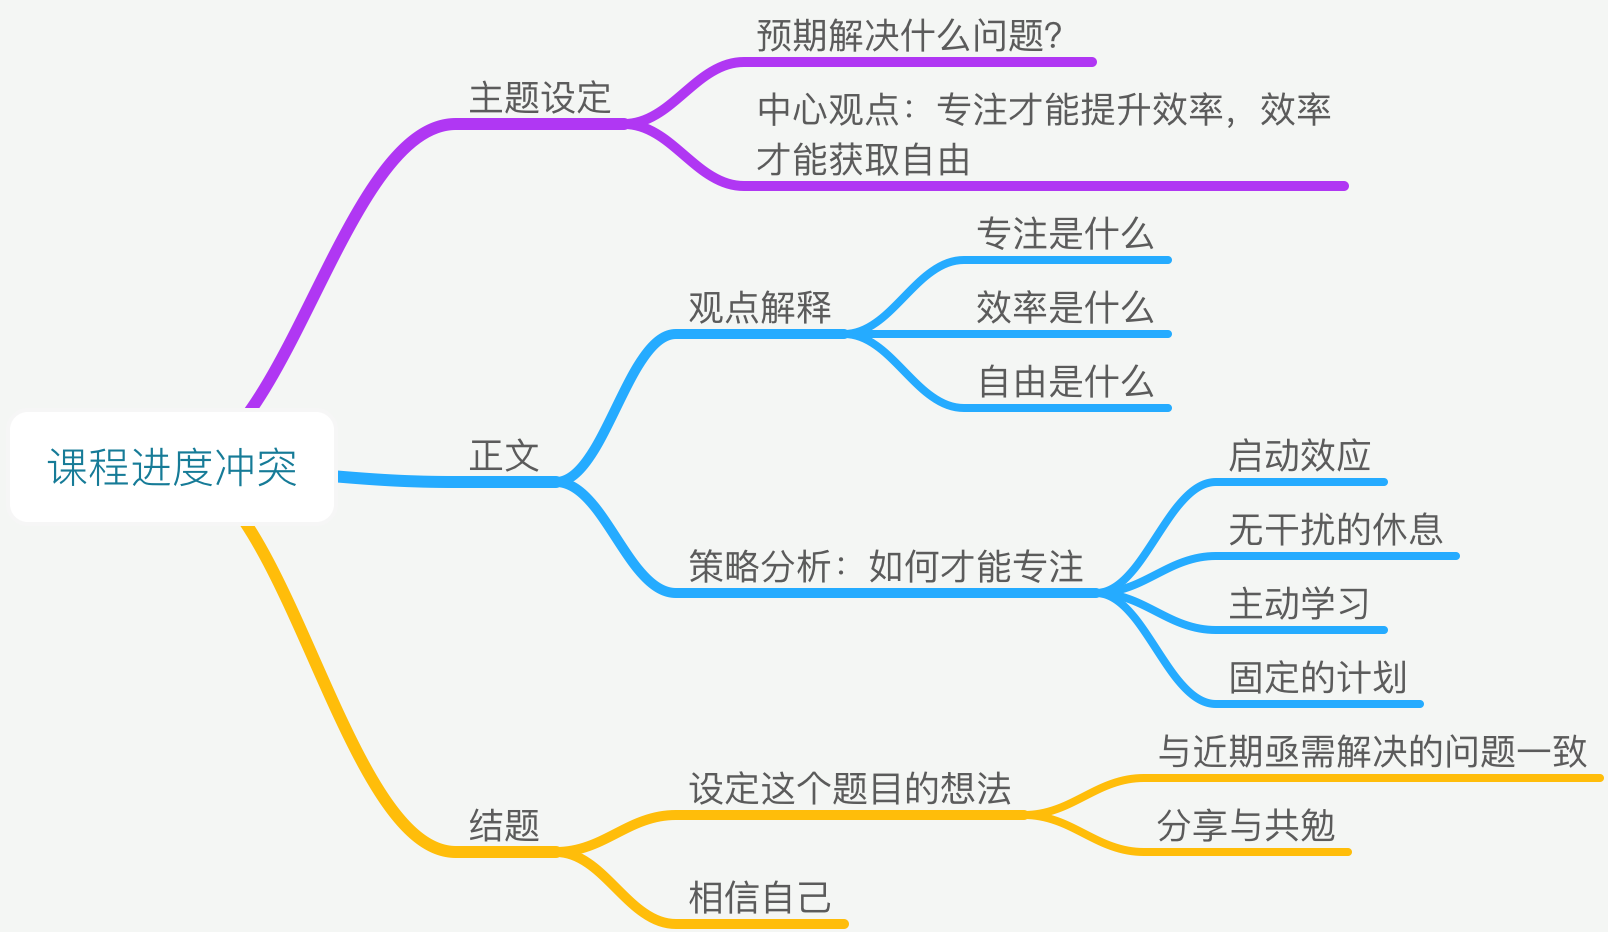 预期解决什么问题?
主题设定
中心观点：专注才能提升效率，效率
才能获取自由
专注是什么
观点解释
效率是什么
自由是什么
课程进度冲突
正文
启动效应
无干扰的休息
策略分析：如何才能专注
主动学习
固定的计划
与近期亟需解决的问题一致
设定这个题目的想法
分享与共勉
结题
相信自己